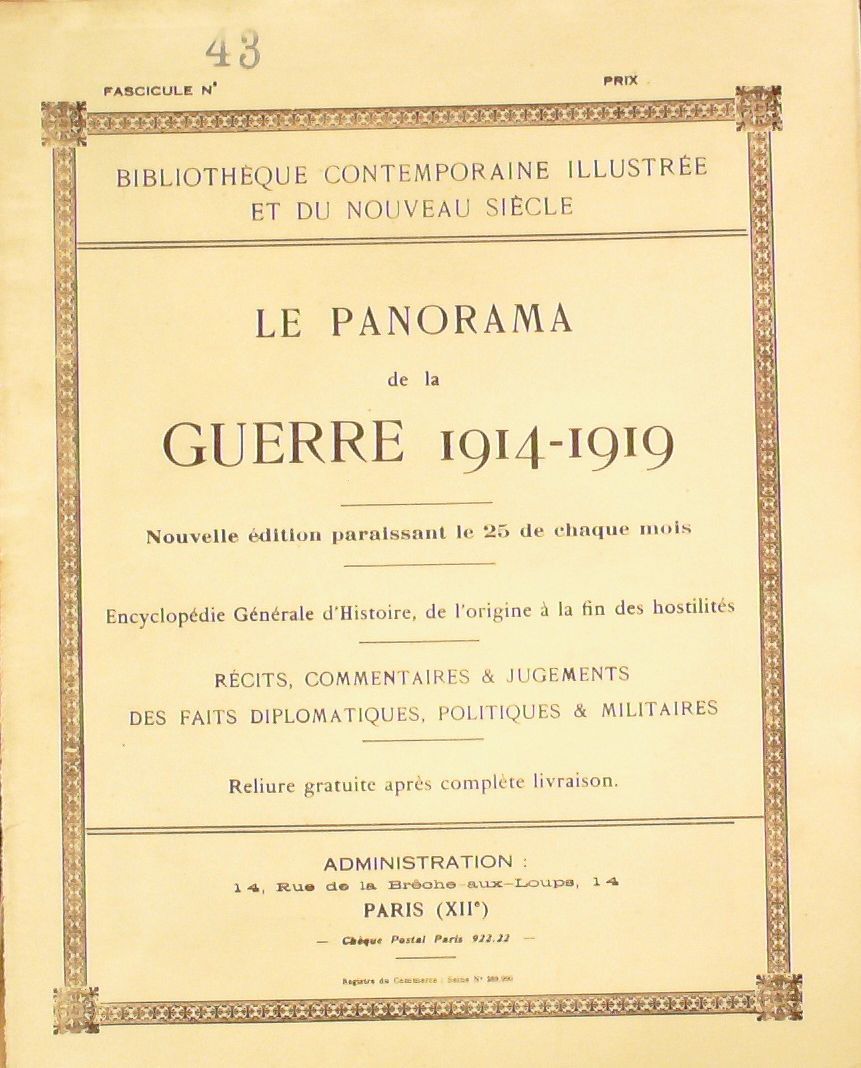 43
FASCICULE N°
PRIX
BIBLIOTHÈQUE CONTEMPORAINE ILLUSTRÉE
ET DU NOUVEAU SIÈCLE
LE PANORAMA
de la
GUERRE 1914-1919
Nouvelle édition paraissant le 25 de chaque mois
Encyclopédie Générale d'Histoire, de l'origine à la fin des hostilités
RÉCITS, COMMENTAIRES & JUGEMENTS
DES FAITS DIPLOMATIQUES, POLITIQUES & MILITAIRES
Reliure gratuite après complète livraison.
ADMINISTRATION :
14, Rue de la Brêche-aux-Loups, 14
PARIS (XIIe)
— Chèque Postal Paris 922.22 —
Registre du Commerce : Seine N°